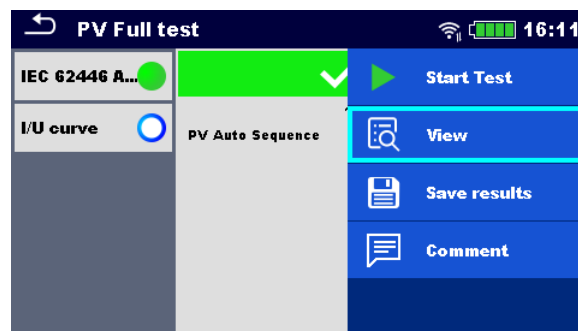 PV Full test
16:11
IEC 62446 A...
I/U curve
PV Auto Sequence
Start Test
View
Save results
Comment